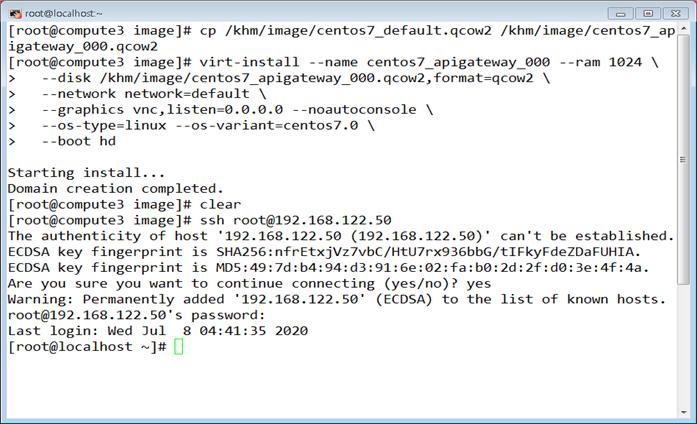 root@localhost:~
[root@compute3 image]# cp /khm/image/centos7_default.qcow2 /khm/image/centos7_ap
igateway_000.qcow2
[root@compute3 image]# virt-install --name centos7_apigateway_000 --ram 1024 \
>   --disk /khm/image/centos7_apigateway_000.qcow2,format=qcow2 \
>   --network network=default \
>   --graphics vnc,listen=0.0.0.0 --noautoconsole \
>   --os-type=linux --os-variant=centos7.0 \
>   --boot hd
Starting install...
Domain creation completed.
[root@compute3 image]# clear
[root@compute3 image]# ssh root@192.168.122.50
The authenticity of host '192.168.122.50 (192.168.122.50)' can't be established.
ECDSA key fingerprint is SHA256:nfrEtxjVz7vbC/HtU7rx936bbG/tIFkyFdeZDaFUHIA.
ECDSA key fingerprint is MD5:49:7d:b4:94:d3:91:6e:02:fa:b0:2d:2f:d0:3e:4f:4a.
Are you sure you want to continue connecting (yes/no)? yes
Warning: Permanently added '192.168.122.50' (ECDSA) to the list of known hosts.
root@192.168.122.50's password:
Last login: Wed Jul  8 04:41:35 2020
[root@localhost ~]#